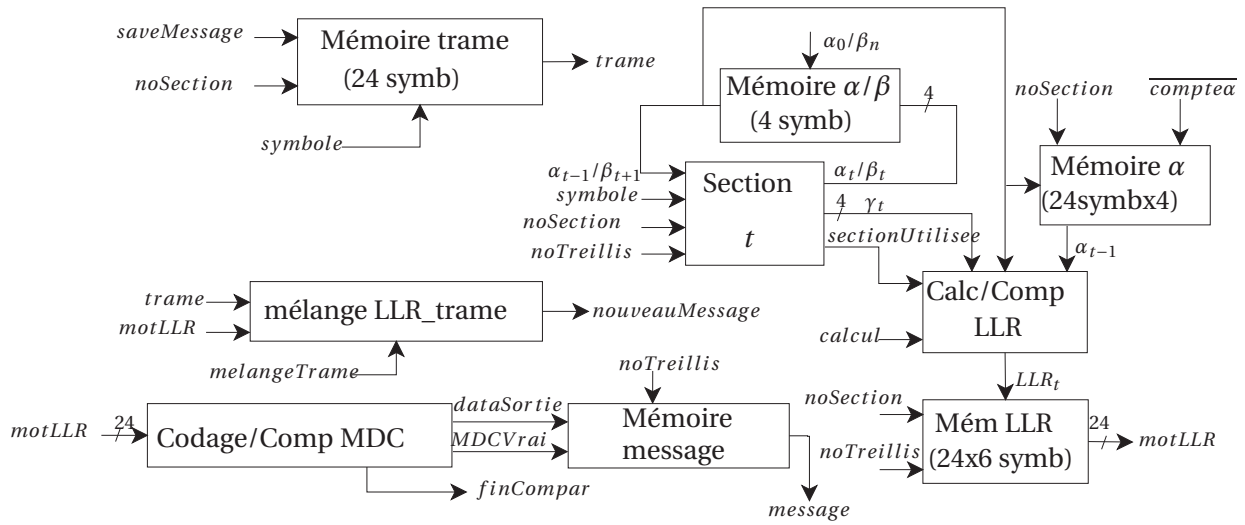 saveMessage
noSection
Mémoire trame
(24 symb)
trame
symbole
α₀/βₙ
Mémoire α/β
(4 symb)
4
noSection
c̅o̅m̅p̅t̅e̅α̅
Mémoire α
(24symbx4)
αₜ₋₁/βₜ₊₁
symbole
noSection
noTreillis
Section
t
αₜ/βₜ
4
γₜ
sectionUtilisee
αₜ₋₁
trame
motLLR
mélange LLR_trame
nouveauMessage
melangeTrame
Calc/Comp
LLR
calcul
LLRₜ
noTreillis
motLLR
24
Codage/Comp MDC
dataSortie
MDCVrai
finCompar
Mémoire
message
message
noSection
noTreillis
Mém LLR
(24x6 symb)
24
motLLR